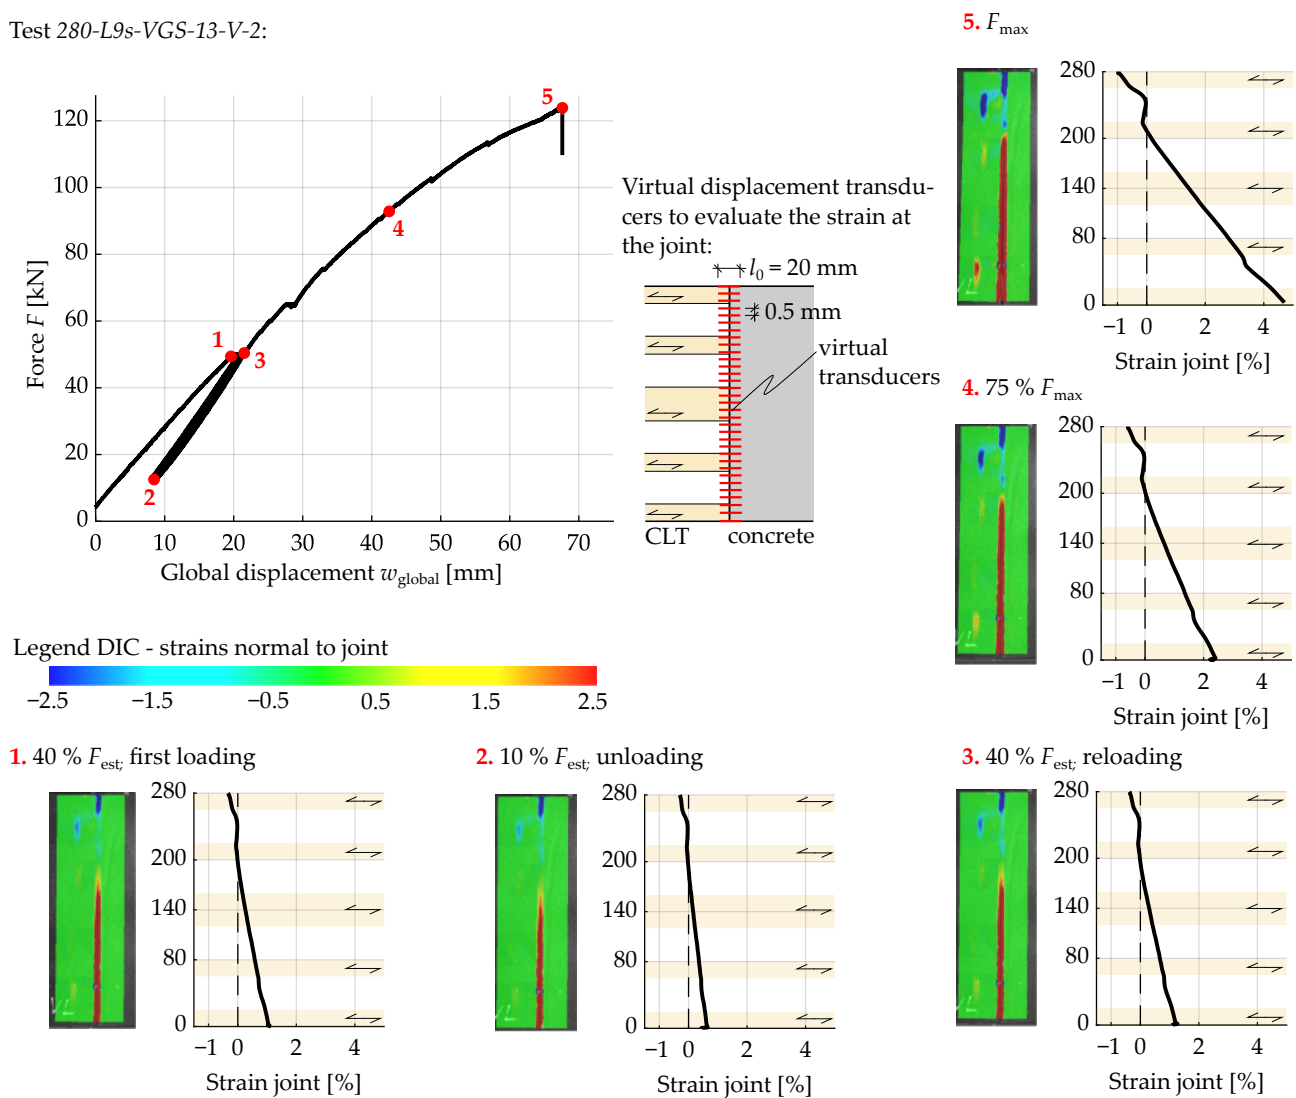 Test 280-L9s-VGS-13-V-2:
120
100
80
60
40
20
0
Force F [kN]
0 10 20 30 40 50 60 70
Global displacement wglobal [mm]
1
2
3
4
5
Virtual displacement transdu-
cers to evaluate the strain at
the joint:
l0 = 20 mm
0.5 mm
virtual
transducers
CLT concrete
5. Fmax
280
200
140
80
0
−1 0 2 4
Strain joint [%]
4. 75 % Fmax
280
200
140
80
0
−1 0 2 4
Strain joint [%]
Legend DIC - strains normal to joint
−2.5 −1.5 −0.5 0.5 1.5 2.5
1. 40 % Fest; first loading
280
200
140
80
0
−1 0 2 4
Strain joint [%]
2. 10 % Fest; unloading
280
200
140
80
0
−1 0 2 4
Strain joint [%]
3. 40 % Fest; reloading
280
200
140
80
0
−1 0 2 4
Strain joint [%]